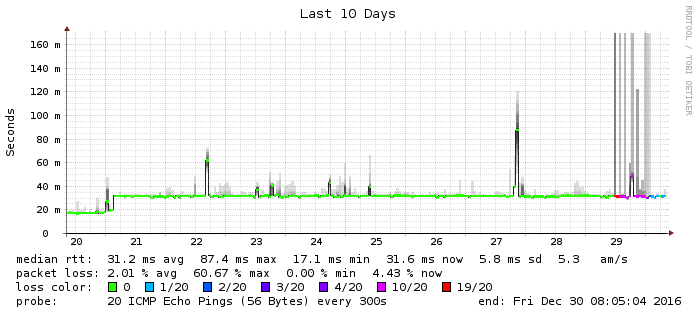 Last 10 Days
RRDTOOL / TOBI OETIKER
Seconds
160 m
140 m
120 m
100 m
80 m
60 m
40 m
20 m
0
20 21 22 23 24 25 26 27 28 29
median rtt: 31.2 ms avg 87.4 ms max 17.1 ms min 31.6 ms now 5.8 ms sd 5.3 am/s
packet loss: 2.01 % avg 60.67 % max 0.00 % min 4.43 % now
loss color: 0 1/20 2/20 3/20 4/20 10/20 19/20
probe: 20 ICMP Echo Pings (56 Bytes) every 300s end: Fri Dec 30 08:05:04 2016